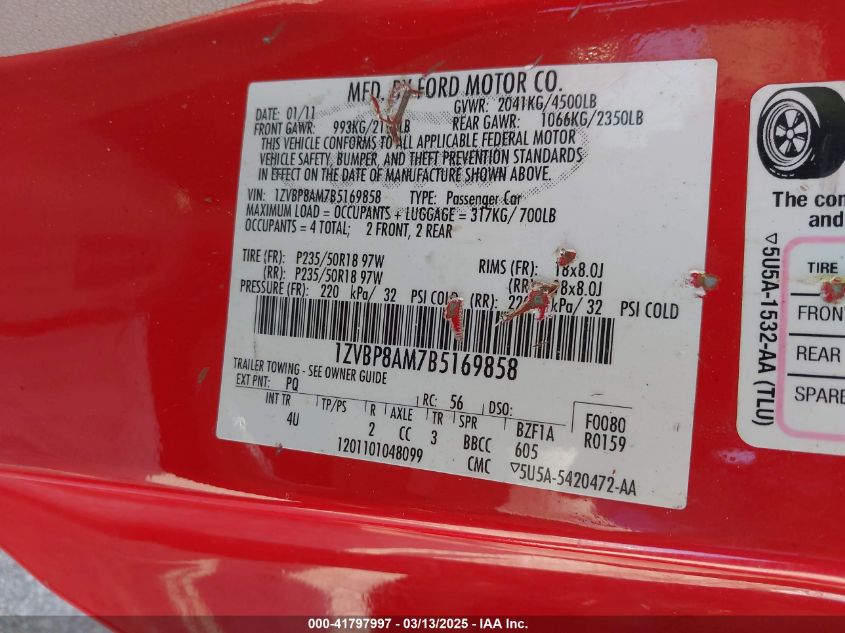 MFD. BY FORD MOTOR CO.
DATE: 01/11 GVWR: 2041KG/4500LB
FRONT GAWR: 993KG/ REAR GAWR: 1066KG/2350LB
THIS VEHICLE CONFORMS TO ALL APPLICABLE FEDERAL MOTOR
VEHICLE SAFETY, BUMPER, AND THEFT PREVENTION STANDARDS
IN EFFECT ON THE DATE OF MANUFACTURE SHOWN ABOVE.
VIN: 1ZVBP8AM7B5169858 TYPE: Passenger Car
MAXIMUM LOAD = OCCUPANTS + LUGGAGE = 317KG/ 700LB
OCCUPANTS = 4 TOTAL; 2 FRONT, 2 REAR
TIRE (FR): P235/50R18 97W RIMS (FR): 18x8.0J
(RR): P235/50R18 97W (RR): 18x8.0J
PRESSURE (FR): 220 kPa/ 32 PSI COLD (RR): kPa/ 32 PSI COLD
1ZVBP8AM7B5169858
TRAILER TOWING - SEE OWNER GUIDE
EXT PNT: PQ RC: 56 DSO:
INT TR TP/PS R AXLE TR SPR BZF1A F0080
4U 2 CC 3 BBCC 605 R0159
1201101048099 CMC ▽5U5A-5420472-AA
The com
and
▽5U5A-1532-AA (TLU)
TIRE
FRON
REAR
SPARE
000-41797997 - 03/13/2025 - IAA Inc.